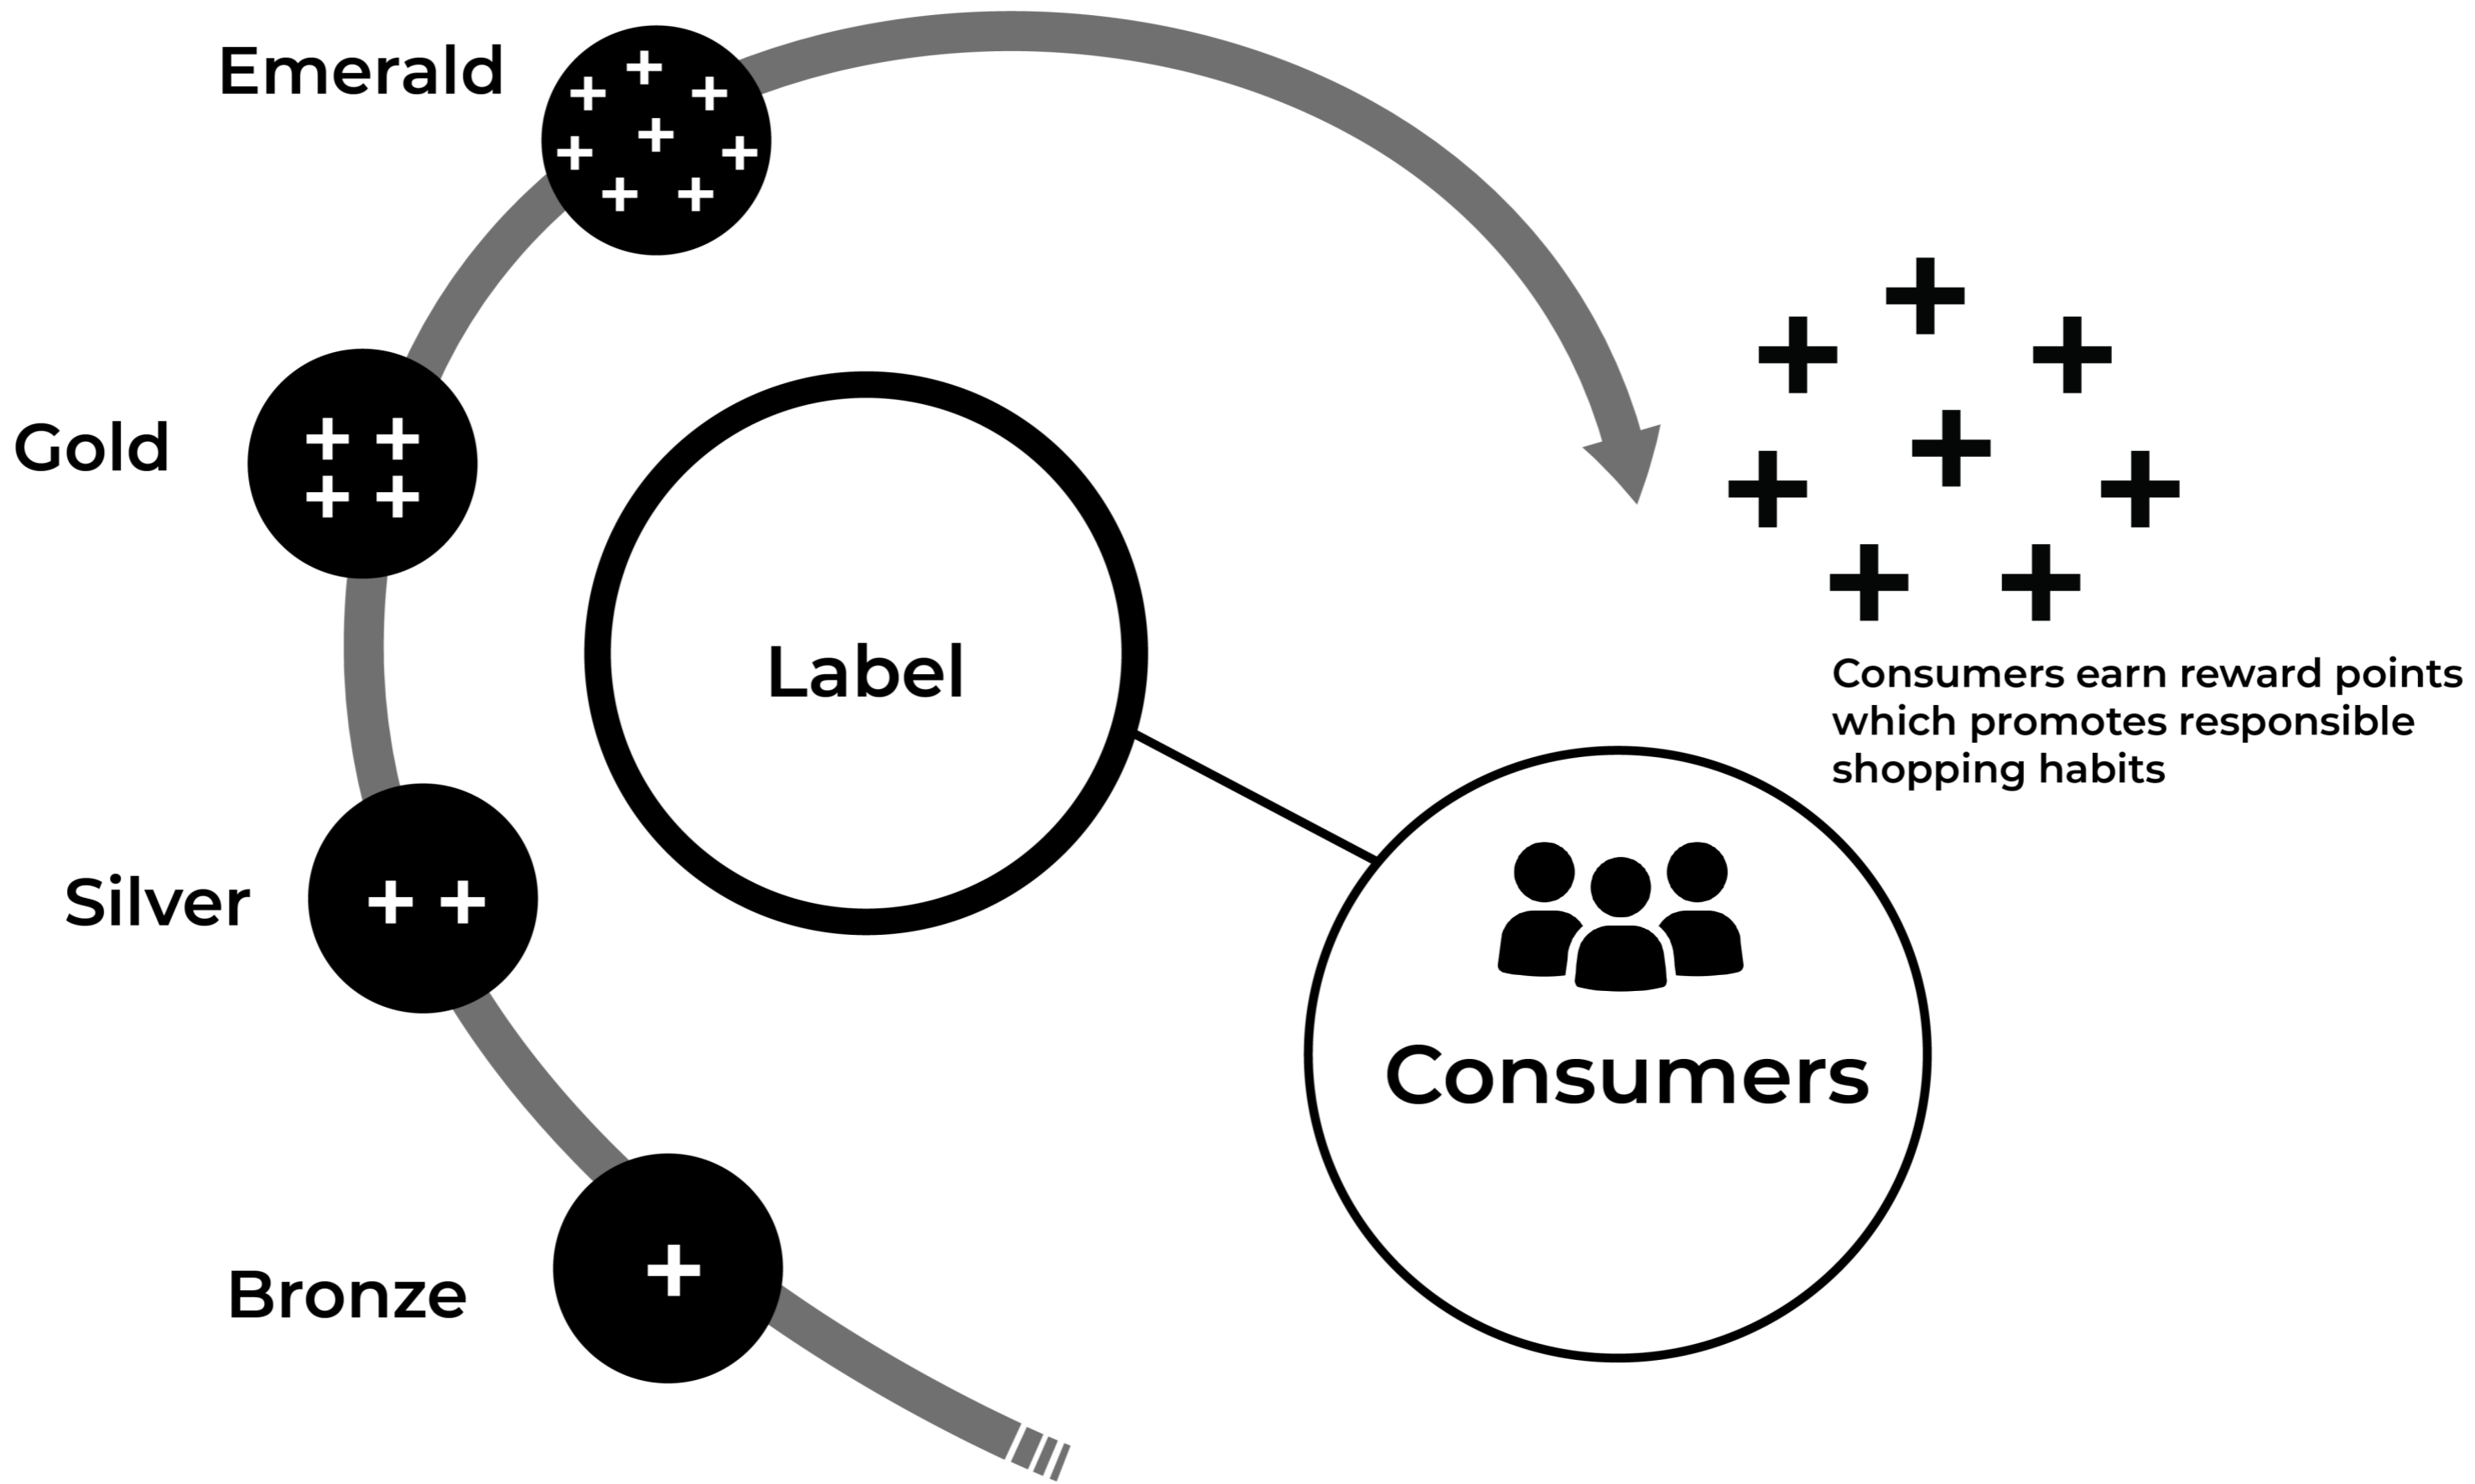 Emerald
Gold
Label
Consumers earn reward points
which promotes responsible
shopping habits
Silver
Consumers
Bronze